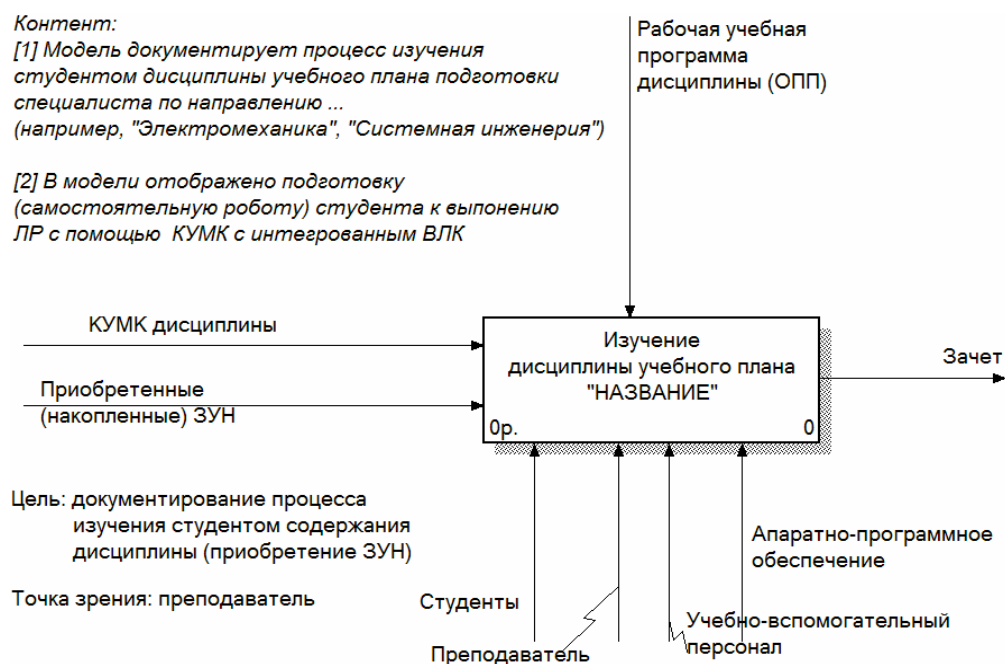 Контент:
[1] Модель документирует процесс изучения
студентом дисциплины учебного плана подготовки
специалиста по направлению ...
(например, "Электромеханика", "Системная инженерия")
[2] В модели отображено подготовку
(самостоятельную роботу) студента к выпонению
ЛР с помощью КУМК с интегрованным ВЛК
Рабочая учебная
программа
дисциплины (ОПП)
КУМК дисциплины
Приобретенные
(накопленные) ЗУН
Изучение
дисциплины учебного плана
"НАЗВАНИЕ"
0р.
0
Зачет
Цель: документирование процесса
изучения студентом содержания
дисциплины (приобретение ЗУН)
Точка зрения: преподаватель
Студенты
Преподаватель
Учебно-вспомогательный
персонал
Апаратно-программное
обеспечение